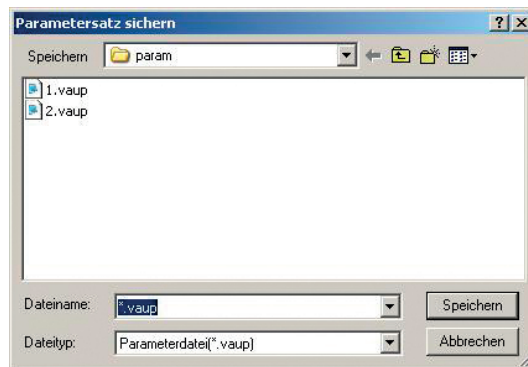 Parametersatz sichern
Speichern param
1.vaup
2.vaup
Dateiname: *.vaup Speichern
Dateityp: Parameterdatei(*.vaup) Abbrechen